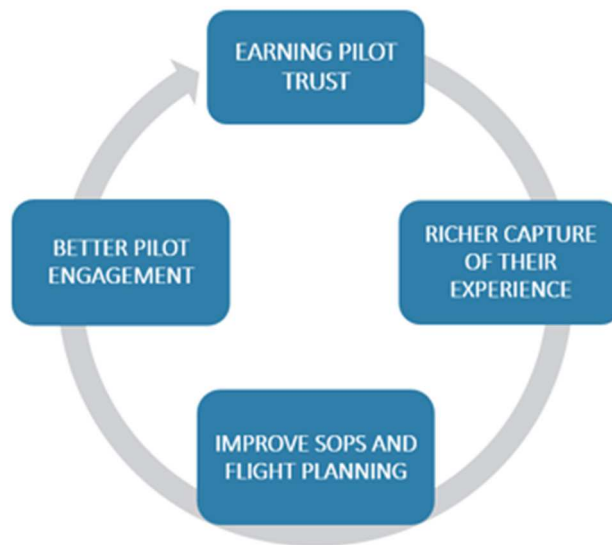 EARNING PILOT
TRUST
RICHER CAPTURE
OF THEIR
EXPERIENCE
IMPROVE SOPS AND
FLIGHT PLANNING
BETTER PILOT
ENGAGEMENT